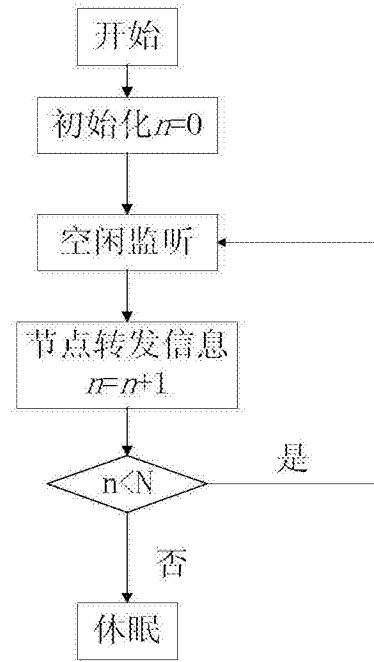 开始
初始化n=0
空闲监听
节点转发信息
n=n+1
n<N
是
否
休眠